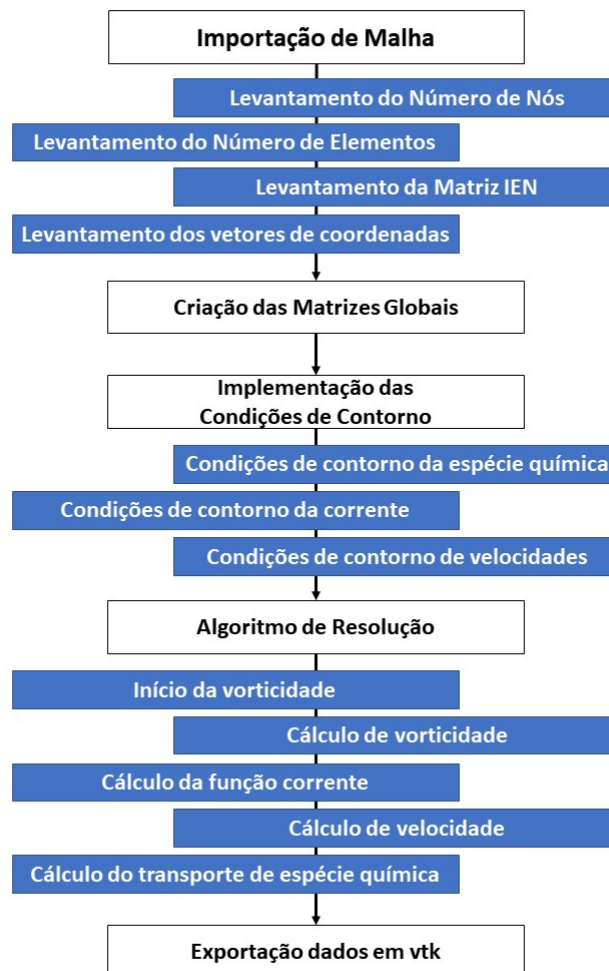 Importação de Malha
Levantamento do Número de Nós
Levantamento do Número de Elementos
Levantamento da Matriz IEN
Levantamento dos vetores de coordenadas
Criação das Matrizes Globais
Implementação das
Condições de Contorno
Condições de contorno da espécie química
Condições de contorno da corrente
Condições de contorno de velocidades
Algoritmo de Resolução
Início da vorticidade
Cálculo de vorticidade
Cálculo da função corrente
Cálculo de velocidade
Cálculo do transporte de espécie química
Exportação dados em vtk